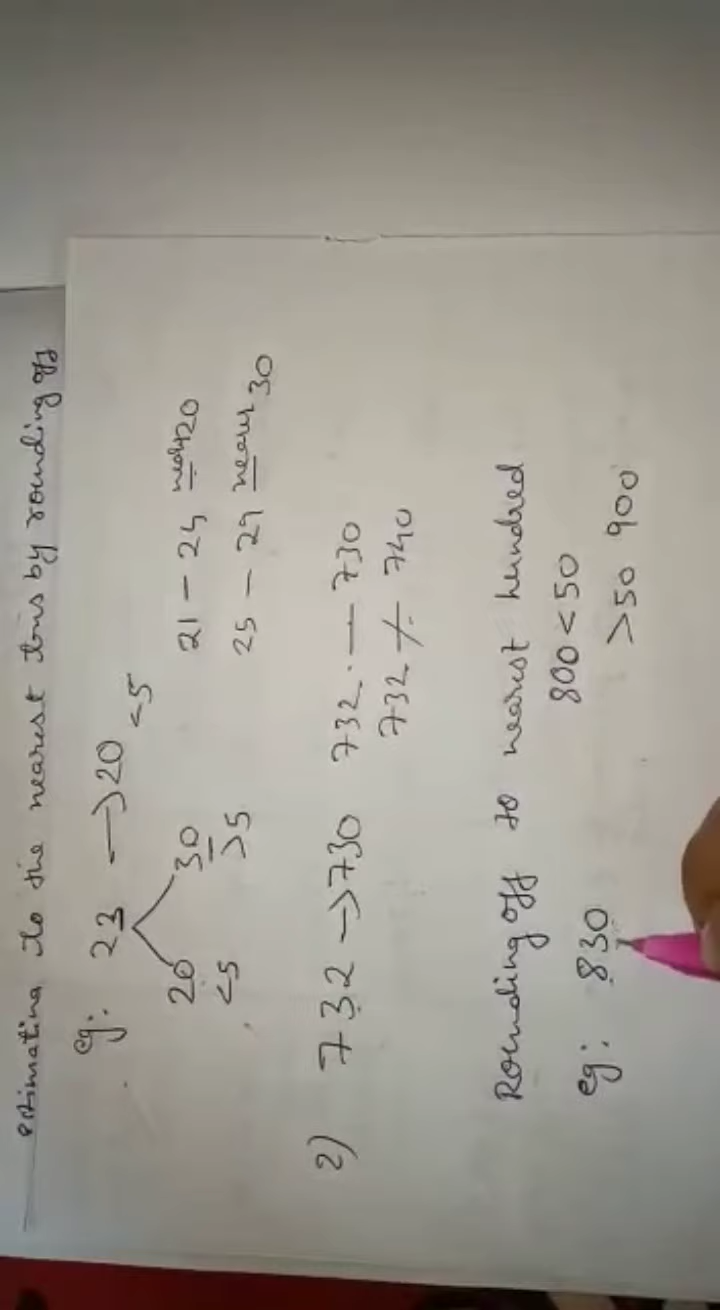 estimating to the nearest tens by rounding off
eg: 23 → 20 <5
20 30
<5 >5
21 - 24 near 20
25 - 29 nearer 30
2) 732 → 730 732 - 730
732 740
Rounding off to nearest hundred
eg: 830 800 < 50
>50 900